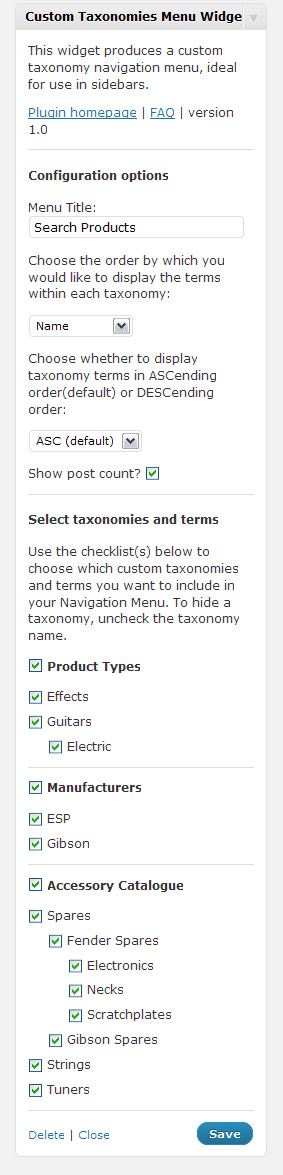 Custom Taxonomies Menu Widge
This widget produces a custom
taxonomy navigation menu, ideal
for use in sidebars.
Plugin homepage | FAQ | version
1.0
Configuration options
Menu Title:
Search Products
Choose the order by which you
would like to display the terms
within each taxonomy:
Name
Choose whether to display
taxonomy terms in ASCending
order(default) or DESCending
order:
ASC (default)
Show post count?
Select taxonomies and terms
Use the checklist(s) below to
choose which custom taxonomies
and terms you want to include in
your Navigation Menu. To hide a
taxonomy, uncheck the taxonomy
name.
Product Types
Effects
Guitars
Electric
Manufacturers
ESP
Gibson
Accessory Catalogue
Spares
Fender Spares
Electronics
Necks
Scratchplates
Gibson Spares
Strings
Tuners
Delete | Close Save